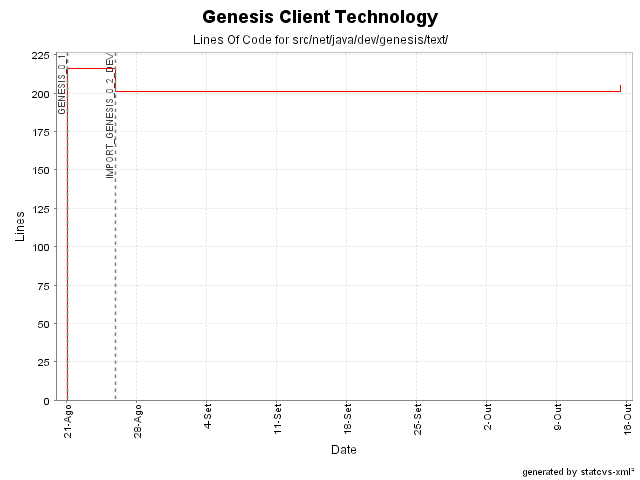 Genesis Client Technology
Lines Of Code for src/net/java/dev/genesis/text/
225
200
175
150
125
100
75
50
25
0
Lines
GENESIS_0_1
IMPORT_GENESIS_0_2_DEV
21-Ago
28-Ago
4-Set
11-Set
18-Set
25-Set
2-Out
9-Out
16-Out
Date
generated by statcvs-xml²